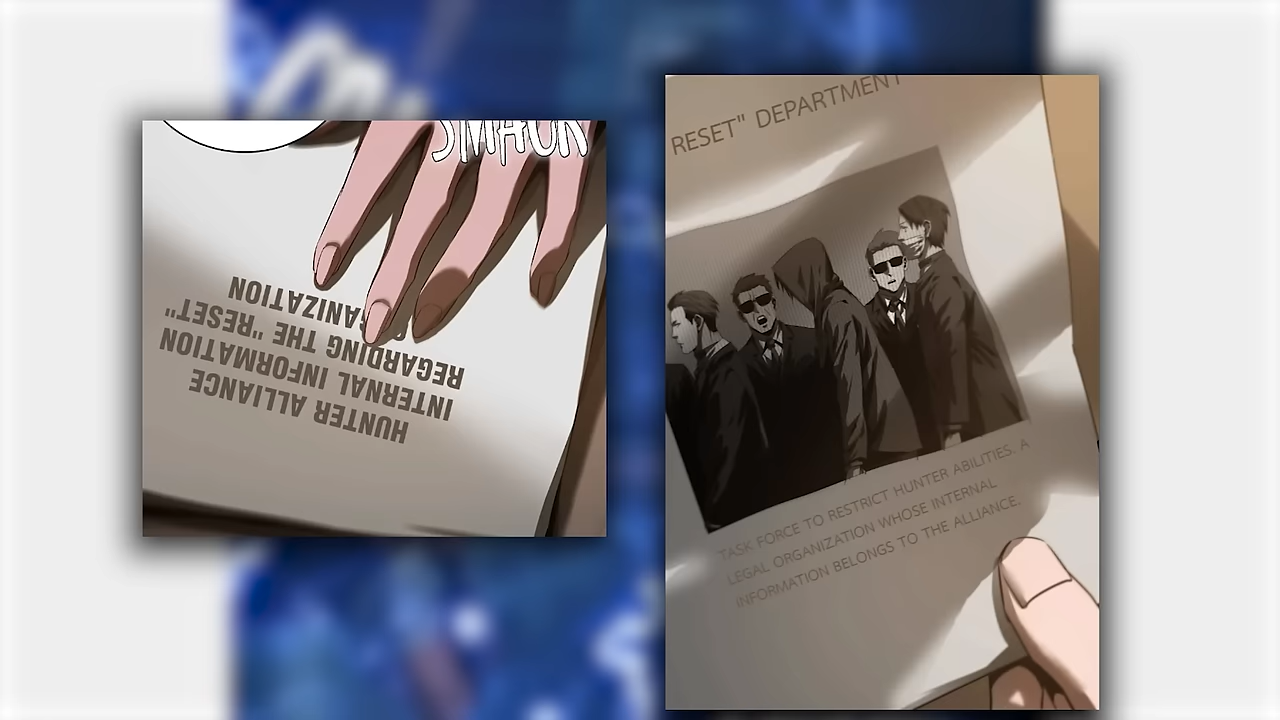 SMACK
HUNTER ALLIANCE
INTERNAL INFORMATION
REGARDING THE "RESET"
GANIZATION
RESET" DEPARTMENT
"TASK FORCE TO RESTRICT HUNTER ABILITIES. A
LEGAL ORGANIZATION WHOSE INTERNAL
INFORMATION BELONGS TO THE ALLIANCE.